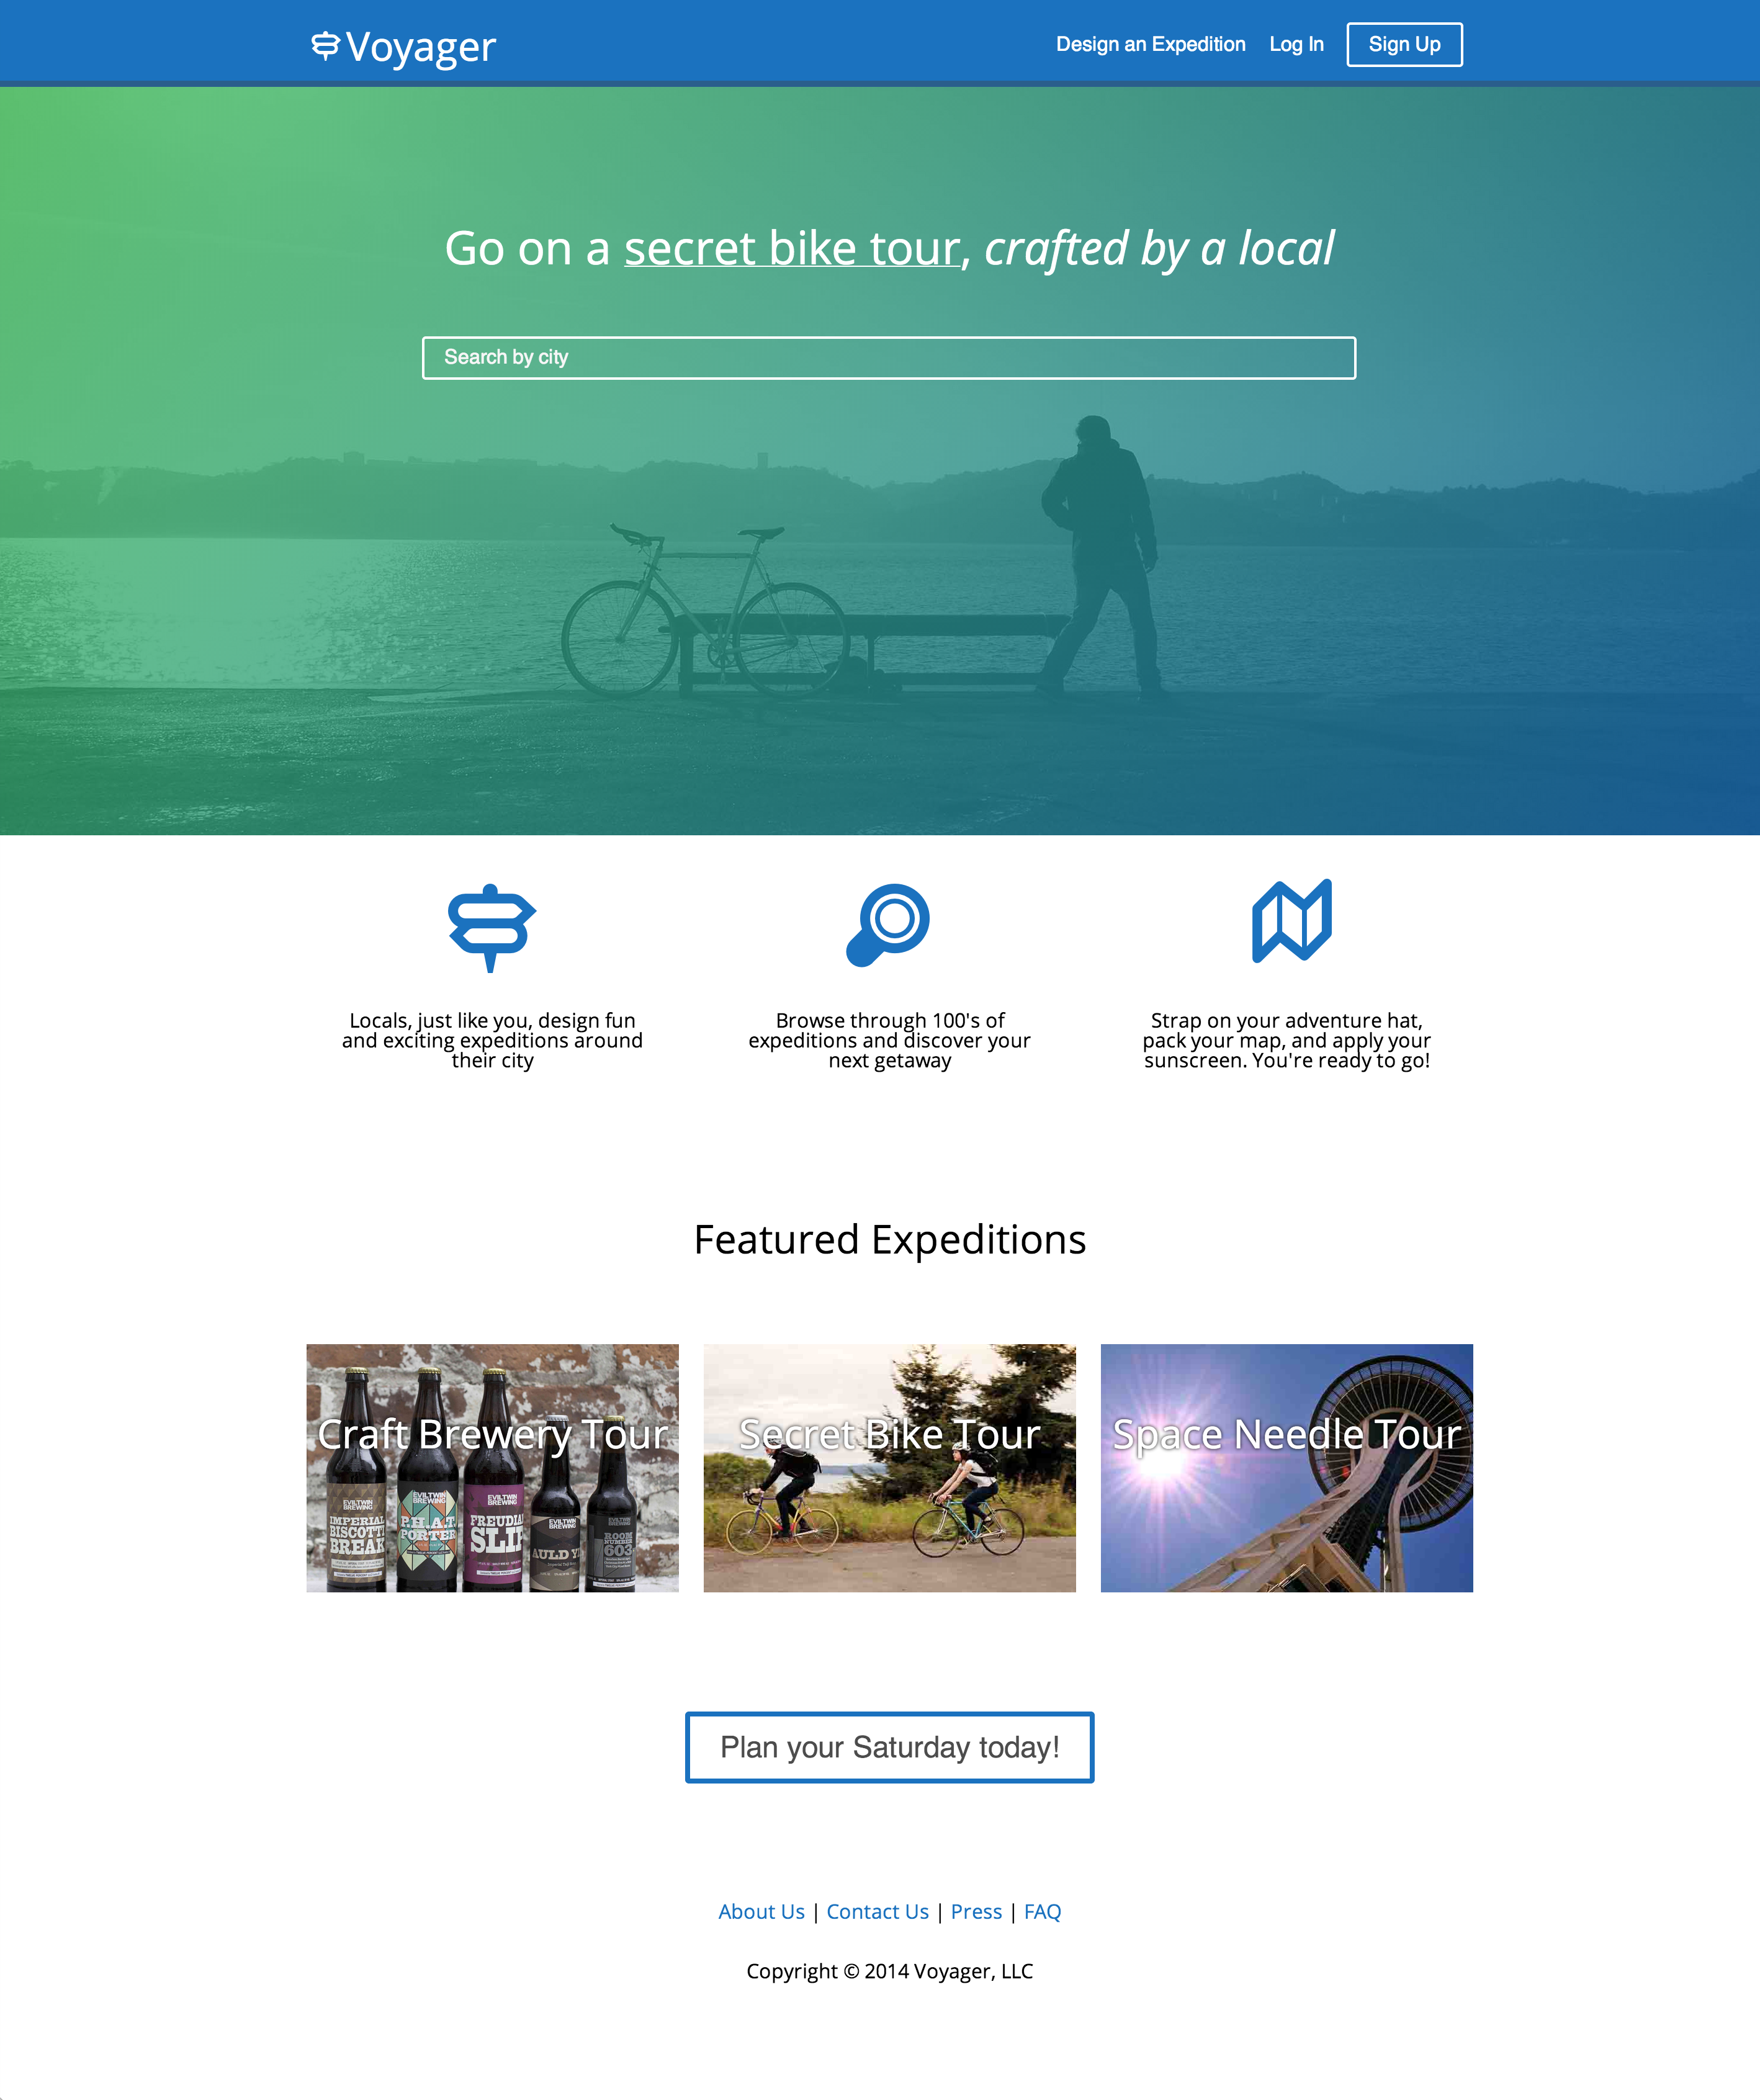 Voyager
Design an Expedition
Log In
Sign Up
Go on a secret bike tour, crafted by a local
Search by city
Locals, just like you, design fun
and exciting expeditions around
their city
Browse through 100's of
expeditions and discover your
next getaway
Strap on your adventure hat,
pack your map, and apply your
sunscreen. You're ready to go!
Featured Expeditions
Craft Brewery Tour
EVILTWIN
BREWING
IMPERIAL
BISCOTTI
BREAK
EVILTWIN
BREWING
P.H.A.T.
PORTER
EVILTWIN
BREWING
FREUDIAN
SLIP
EVILTWIN
BREWING
AULD Y
EVILTWIN
BREWING
ROOM
NUMBER
603
Secret Bike Tour
Space Needle Tour
Plan your Saturday today!
About Us | Contact Us | Press | FAQ
Copyright © 2014 Voyager, LLC